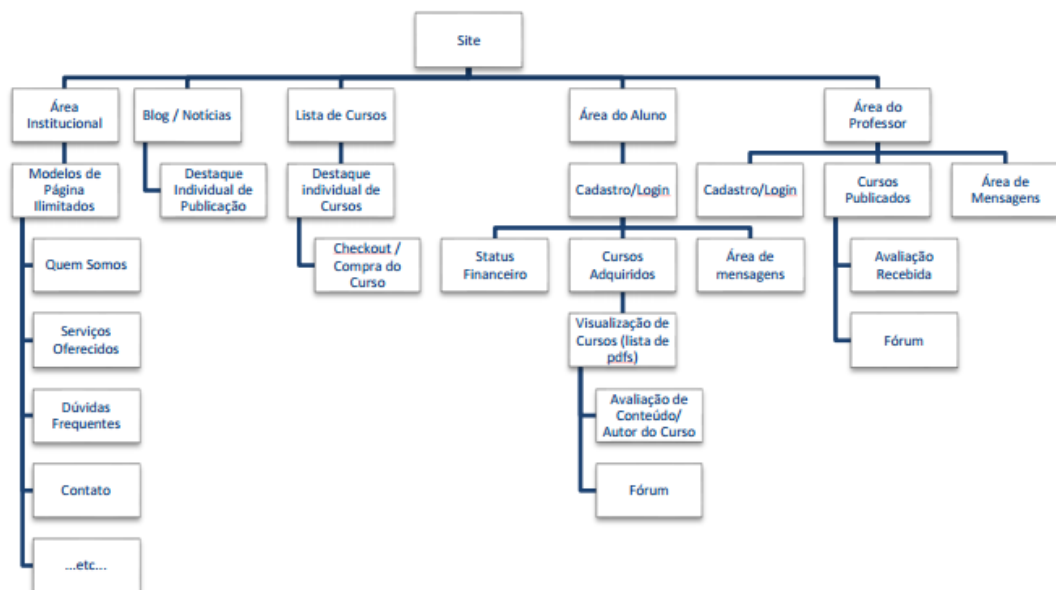 Site
Área
Institucional
Blog / Notícias
Lista de Cursos
Área do Aluno
Área do
Professor
Modelos de
Página
Ilimitados
Destaque
Individual de
Publicação
Destaque
individual de
Cursos
Cadastro/Login
Cadastro/Login
Cursos
Publicados
Área de
Mensagens
Quem Somos
Checkout /
Compra do
Curso
Status
Financeiro
Cursos
Adquiridos
Área de
mensagens
Avaliação
Recebida
Serviços
Oferecidos
Visualização de
Cursos (lista de
pdfs)
Fórum
Dúvidas
Frequentes
Avaliação de
Conteúdo/
Autor do Curso
Contato
Fórum
...etc...